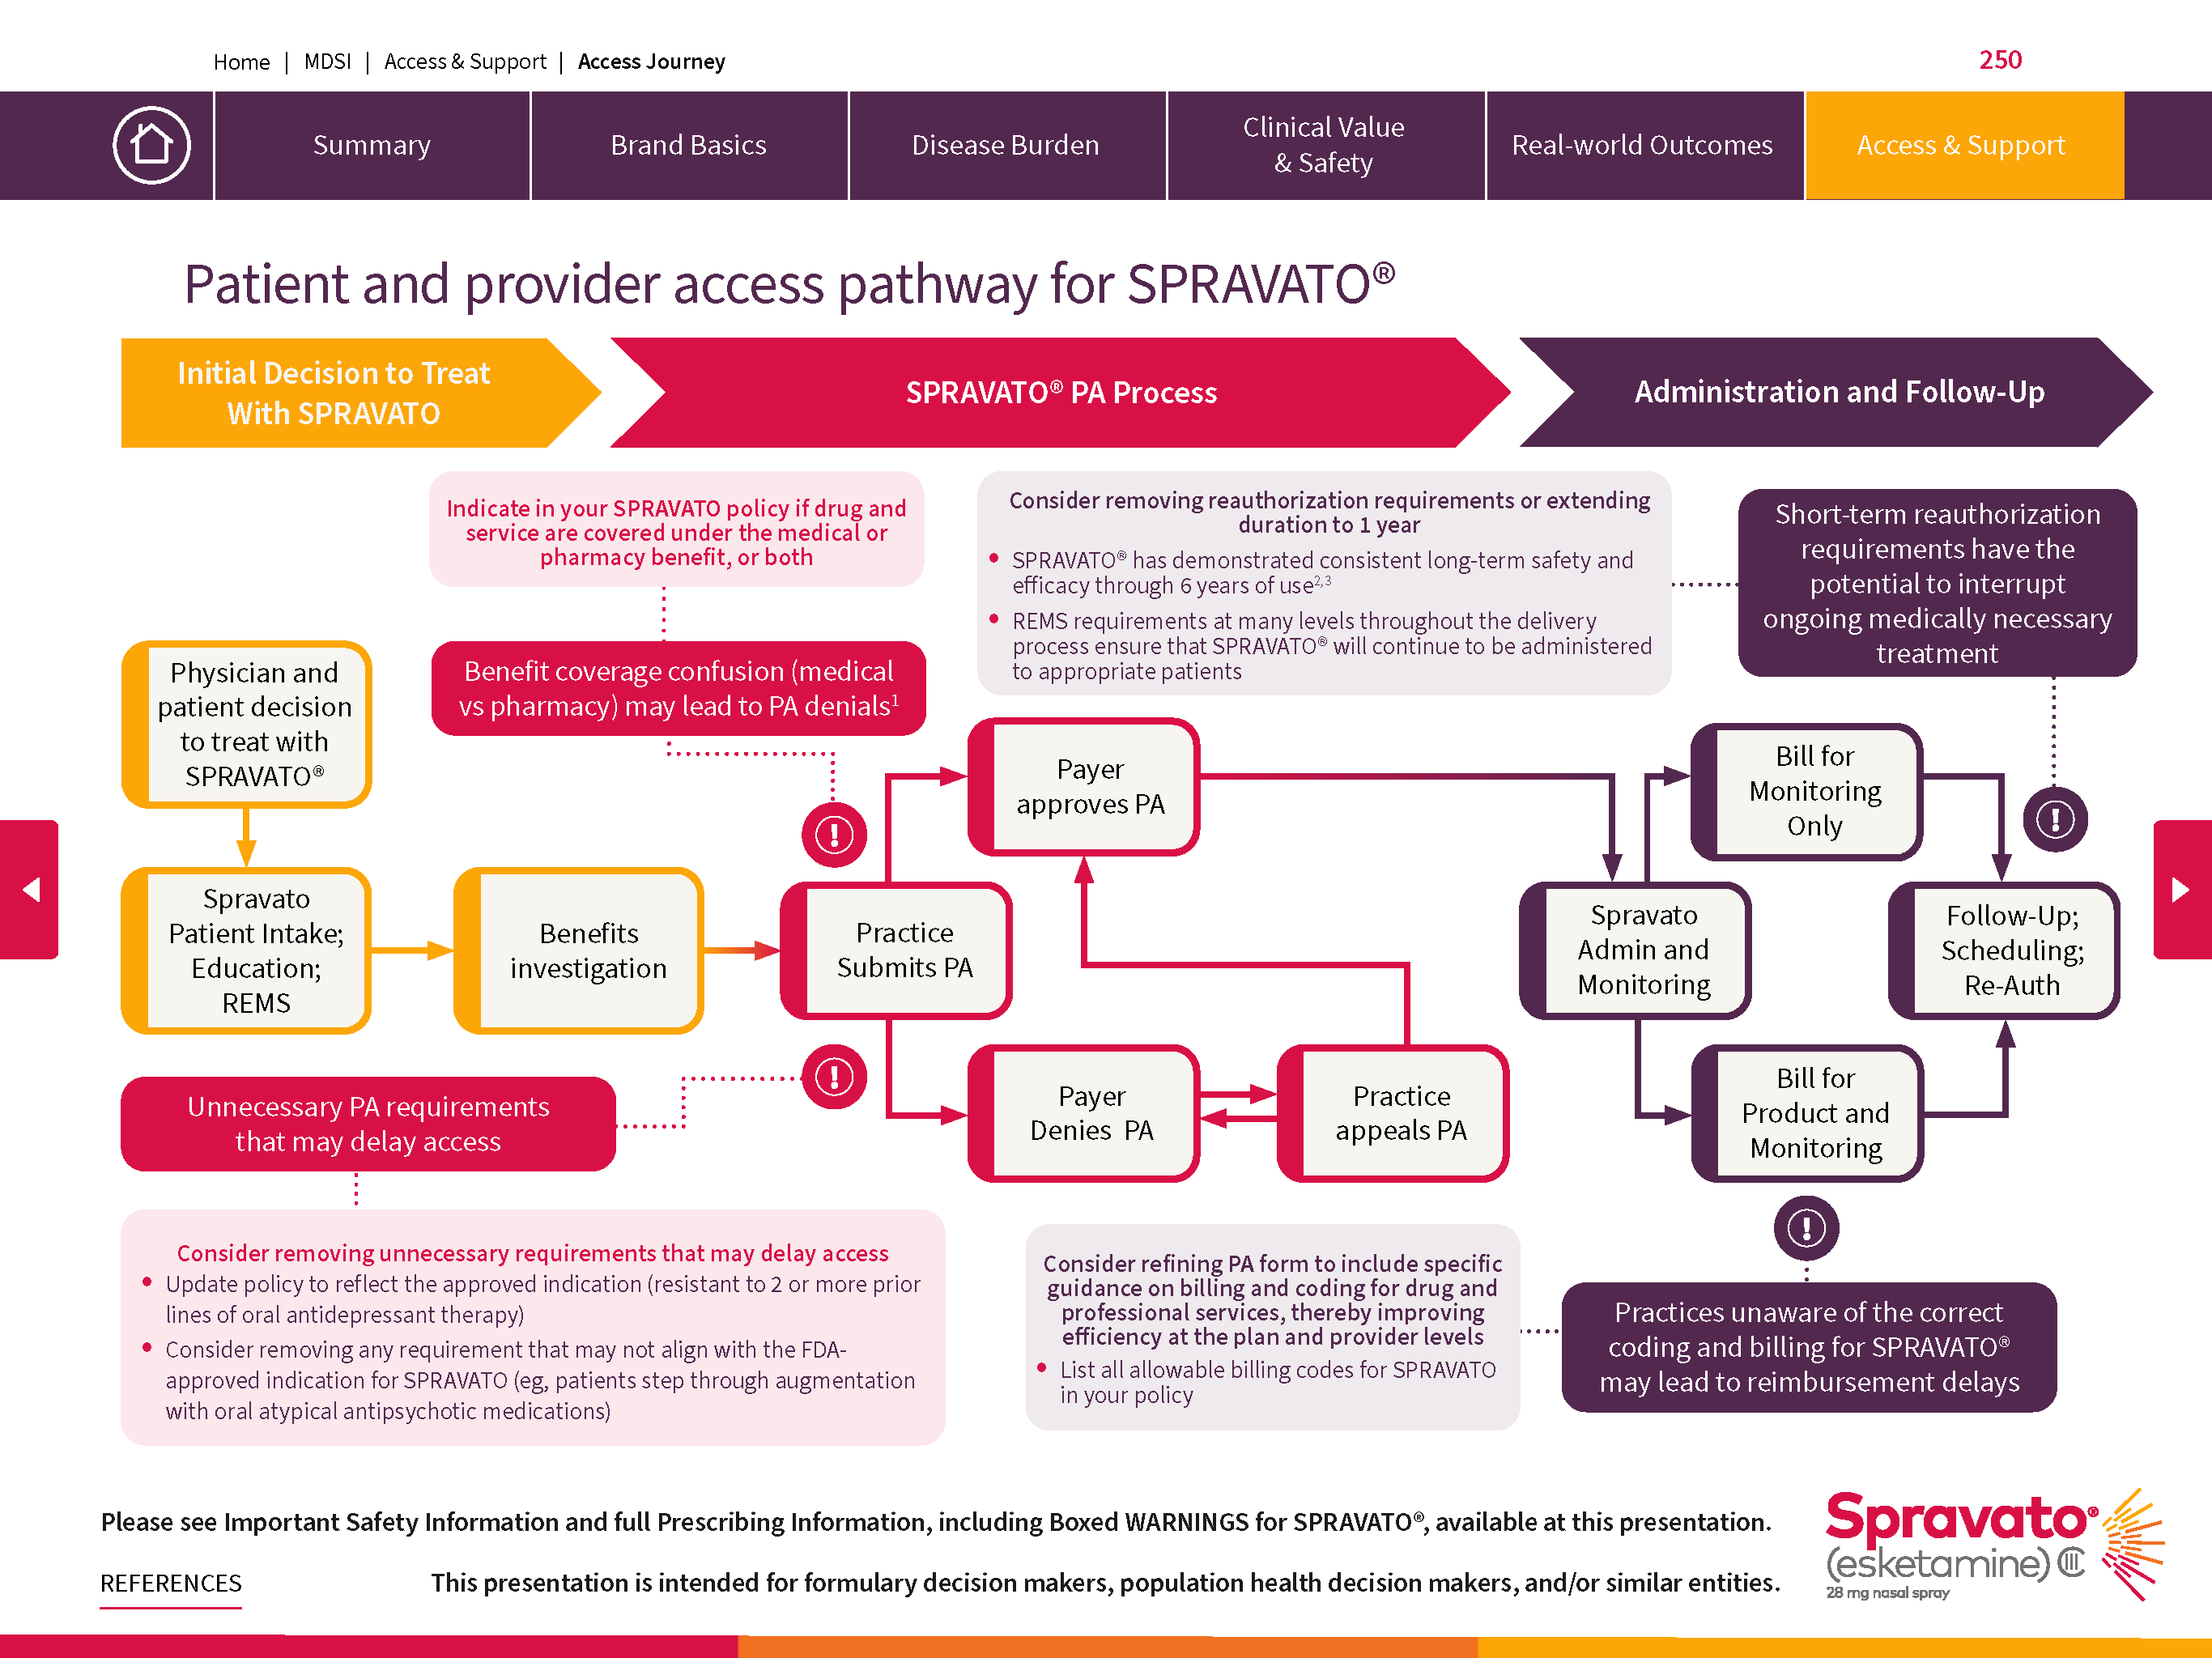 Home | MDSI | Access & Support | Access Journey
250
Summary
Brand Basics
Disease Burden
Clinical Value
& Safety
Real-world Outcomes
Access & Support
Patient and provider access pathway for SPRAVATO®
Initial Decision to Treat
With SPRAVATO
SPRAVATO® PA Process
Administration and Follow-Up
Indicate in your SPRAVATO policy if drug and
service are covered under the medical or
pharmacy benefit, or both
Consider removing reauthorization requirements or extending
duration to 1 year
• SPRAVATO® has demonstrated consistent long-term safety and
efficacy through 6 years of use2,3
• REMS requirements at many levels throughout the delivery
process ensure that SPRAVATO® will continue to be administered
to appropriate patients
Short-term reauthorization
requirements have the
potential to interrupt
ongoing medically necessary
treatment
Physician and
patient decision
to treat with
SPRAVATO®
Benefit coverage confusion (medical
vs pharmacy) may lead to PA denials1
Payer
approves PA
Bill for
Monitoring
Only
Spravato
Patient Intake;
Education;
REMS
Benefits
investigation
Practice
Submits PA
Spravato
Admin and
Monitoring
Follow-Up;
Scheduling;
Re-Auth
Unnecessary PA requirements
that may delay access
Payer
Denies PA
Practice
appeals PA
Bill for
Product and
Monitoring
Consider removing unnecessary requirements that may delay access
• Update policy to reflect the approved indication (resistant to 2 or more prior
lines of oral antidepressant therapy)
• Consider removing any requirement that may not align with the FDA-
approved indication for SPRAVATO (eg, patients step through augmentation
with oral atypical antipsychotic medications)
Consider refining PA form to include specific
guidance on billing and coding for drug and
professional services, thereby improving
efficiency at the plan and provider levels
• List all allowable billing codes for SPRAVATO
in your policy
Practices unaware of the correct
coding and billing for SPRAVATO®
may lead to reimbursement delays
Please see Important Safety Information and full Prescribing Information, including Boxed WARNINGS for SPRAVATO®, available at this presentation.
REFERENCES
This presentation is intended for formulary decision makers, population health decision makers, and/or similar entities.
Spravato®
(esketamine) CIII
28 mg nasal spray